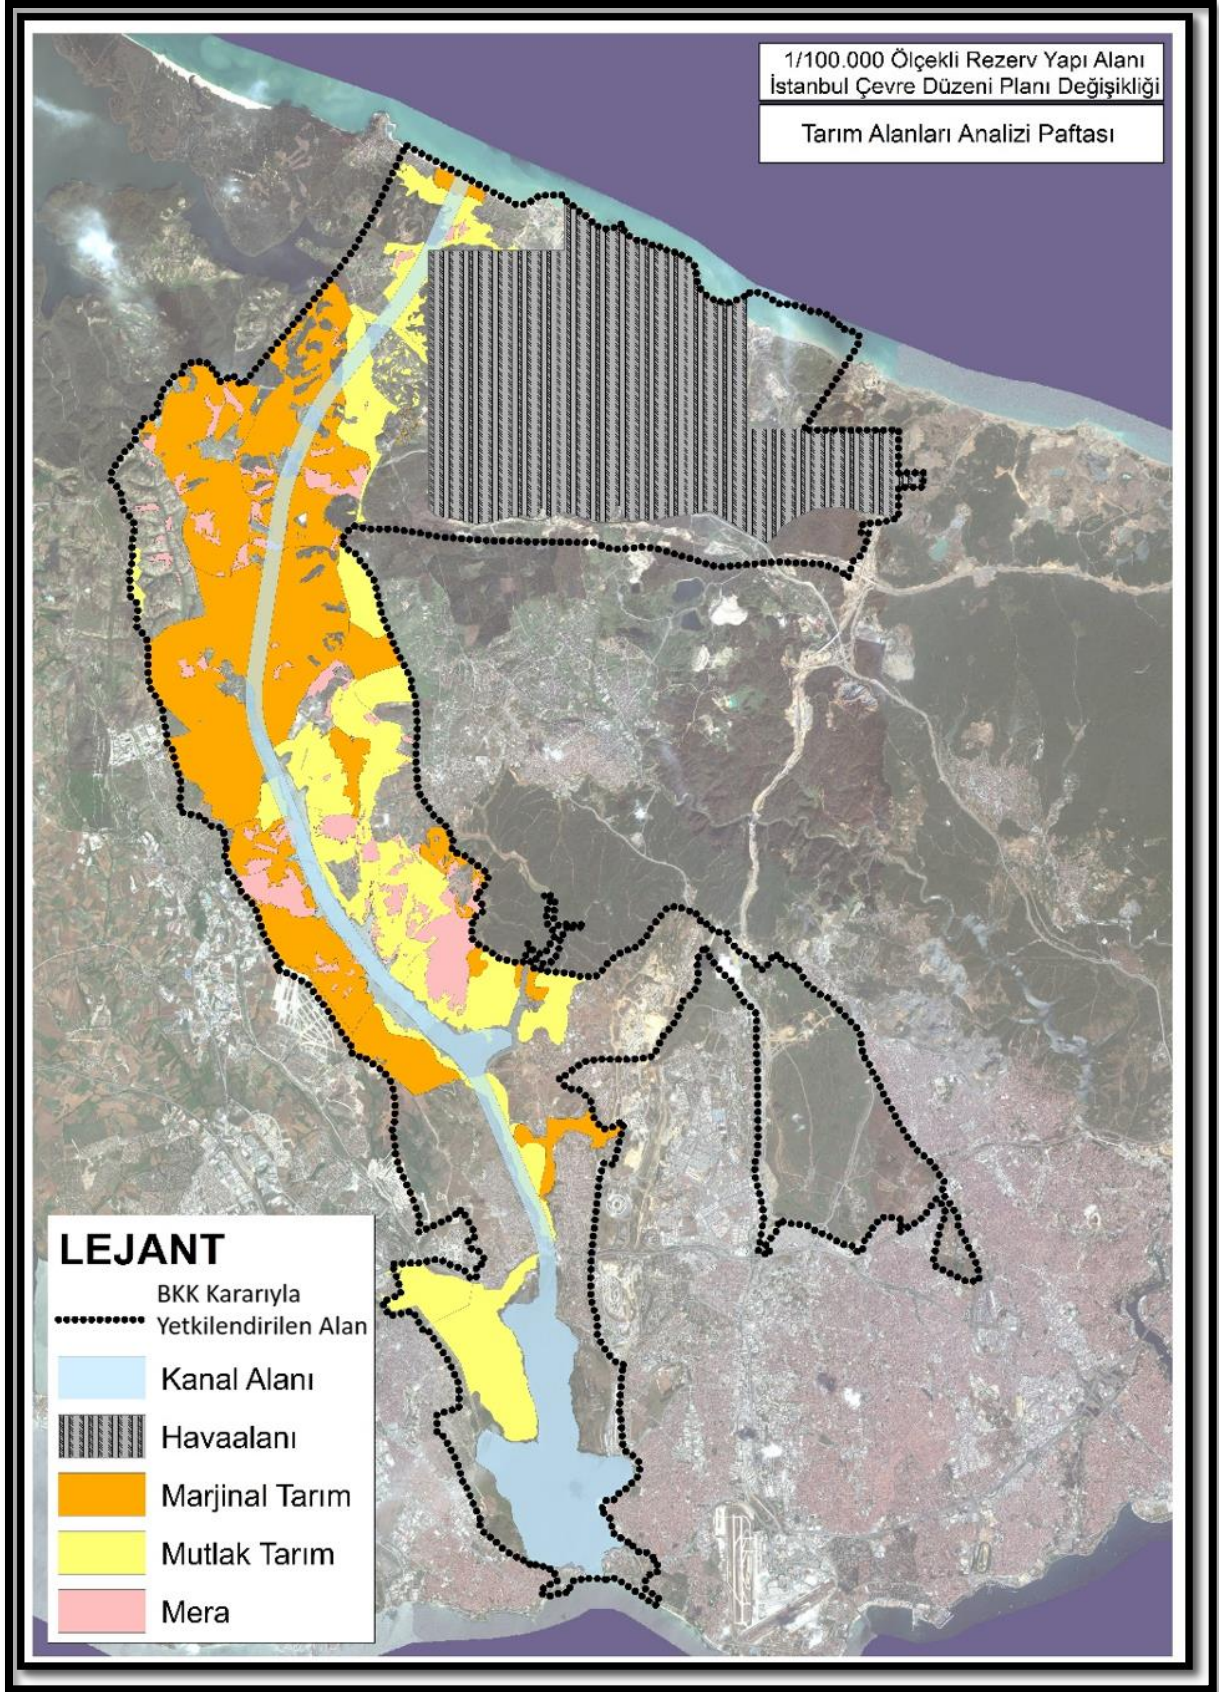 1/100.000 Ölçekli Rezerv Yapı Alanı
İstanbul Çevre Düzeni Planı Değişikliği
Tarım Alanları Analizi Paftası
LEJANT
BKK Kararıyla
Yetkilendirilen Alan
Kanal Alanı
Havaalanı
Marjinal Tarım
Mutlak Tarım
Mera